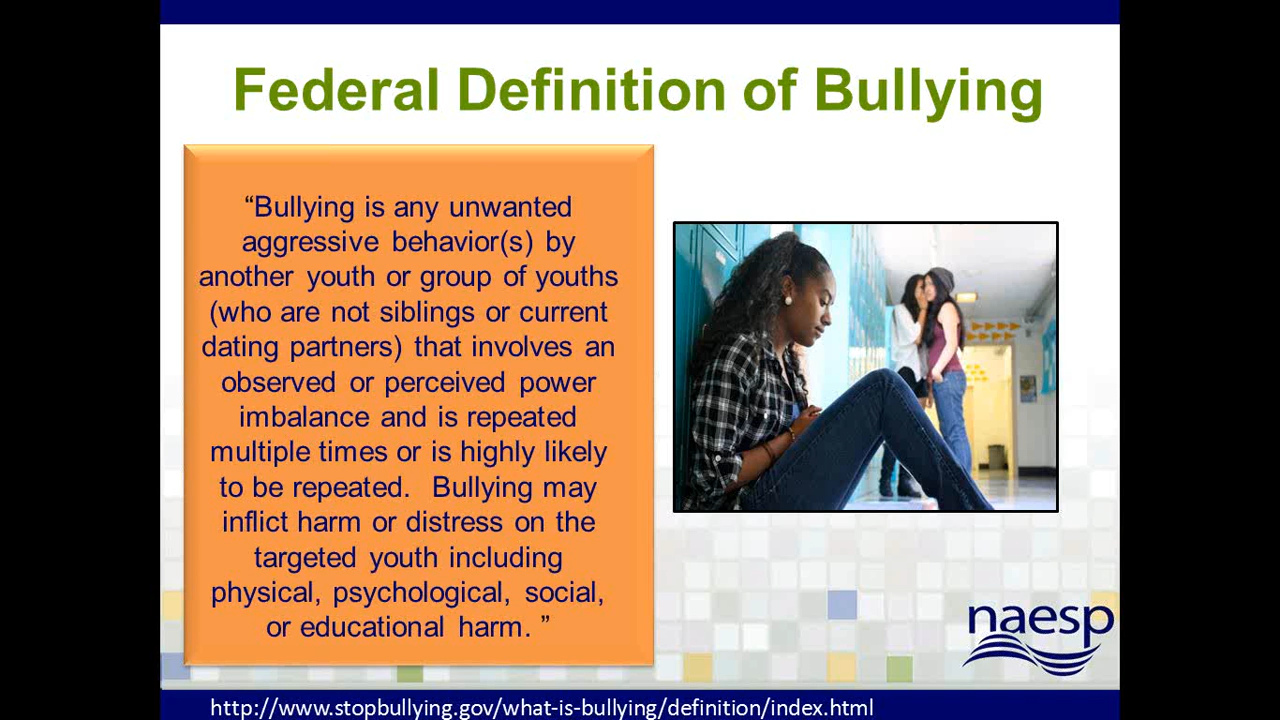 Federal Definition of Bullying
“Bullying is any unwanted
aggressive behavior(s) by
another youth or group of youths
(who are not siblings or current
dating partners) that involves an
observed or perceived power
imbalance and is repeated
multiple times or is highly likely
to be repeated. Bullying may
inflict harm or distress on the
targeted youth including
physical, psychological, social,
or educational harm. ”
naesp
http://www.stopbullying.gov/what-is-bullying/definition/index.html